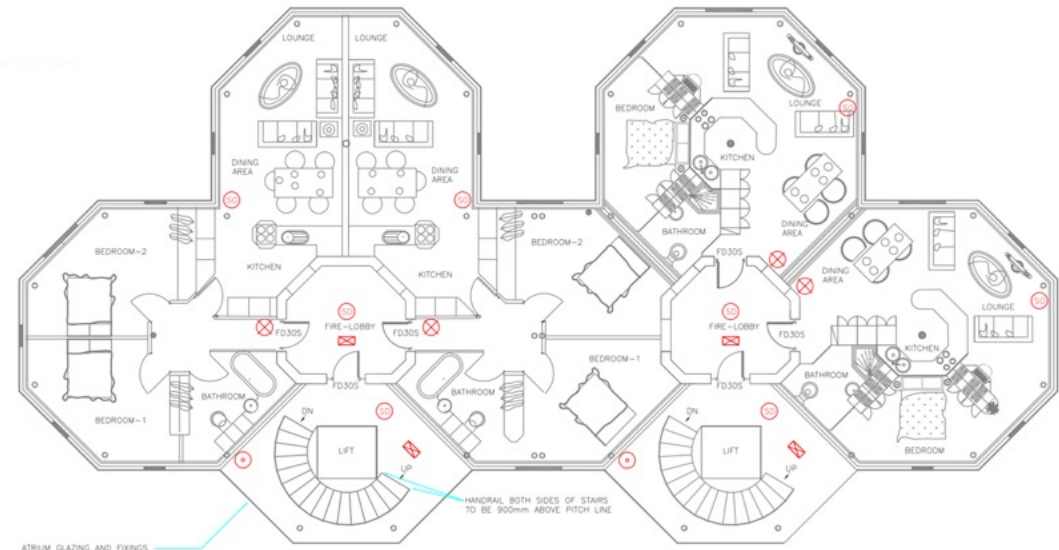 LOUNGE LOUNGE
LOUNGE
BEDROOM
KITCHEN
DINING
AREA
DINING
AREA
SD
SD
SD
BATHROOM
DINING
AREA
BEDROOM-2
BEDROOM-2
KITCHEN
KITCHEN
FD30S
DINING
AREA
LOUNGE
SD
SD
FIRE-LOBBY
FD30S
FD30S
SD
FIRE-LOBBY
FD30S
KITCHEN
BEDROOM-1
BATHROOM
FD30S
BATHROOM
BEDROOM-1
FD30S
BATHROOM
BEDROOM
DN
SD
LIFT
UP
DN
SD
LIFT
UP
HANDRAIL BOTH SIDES OF STAIRS
TO BE 900mm ABOVE PITCH LINE
ATRIUM GLAZING AND FIXINGS